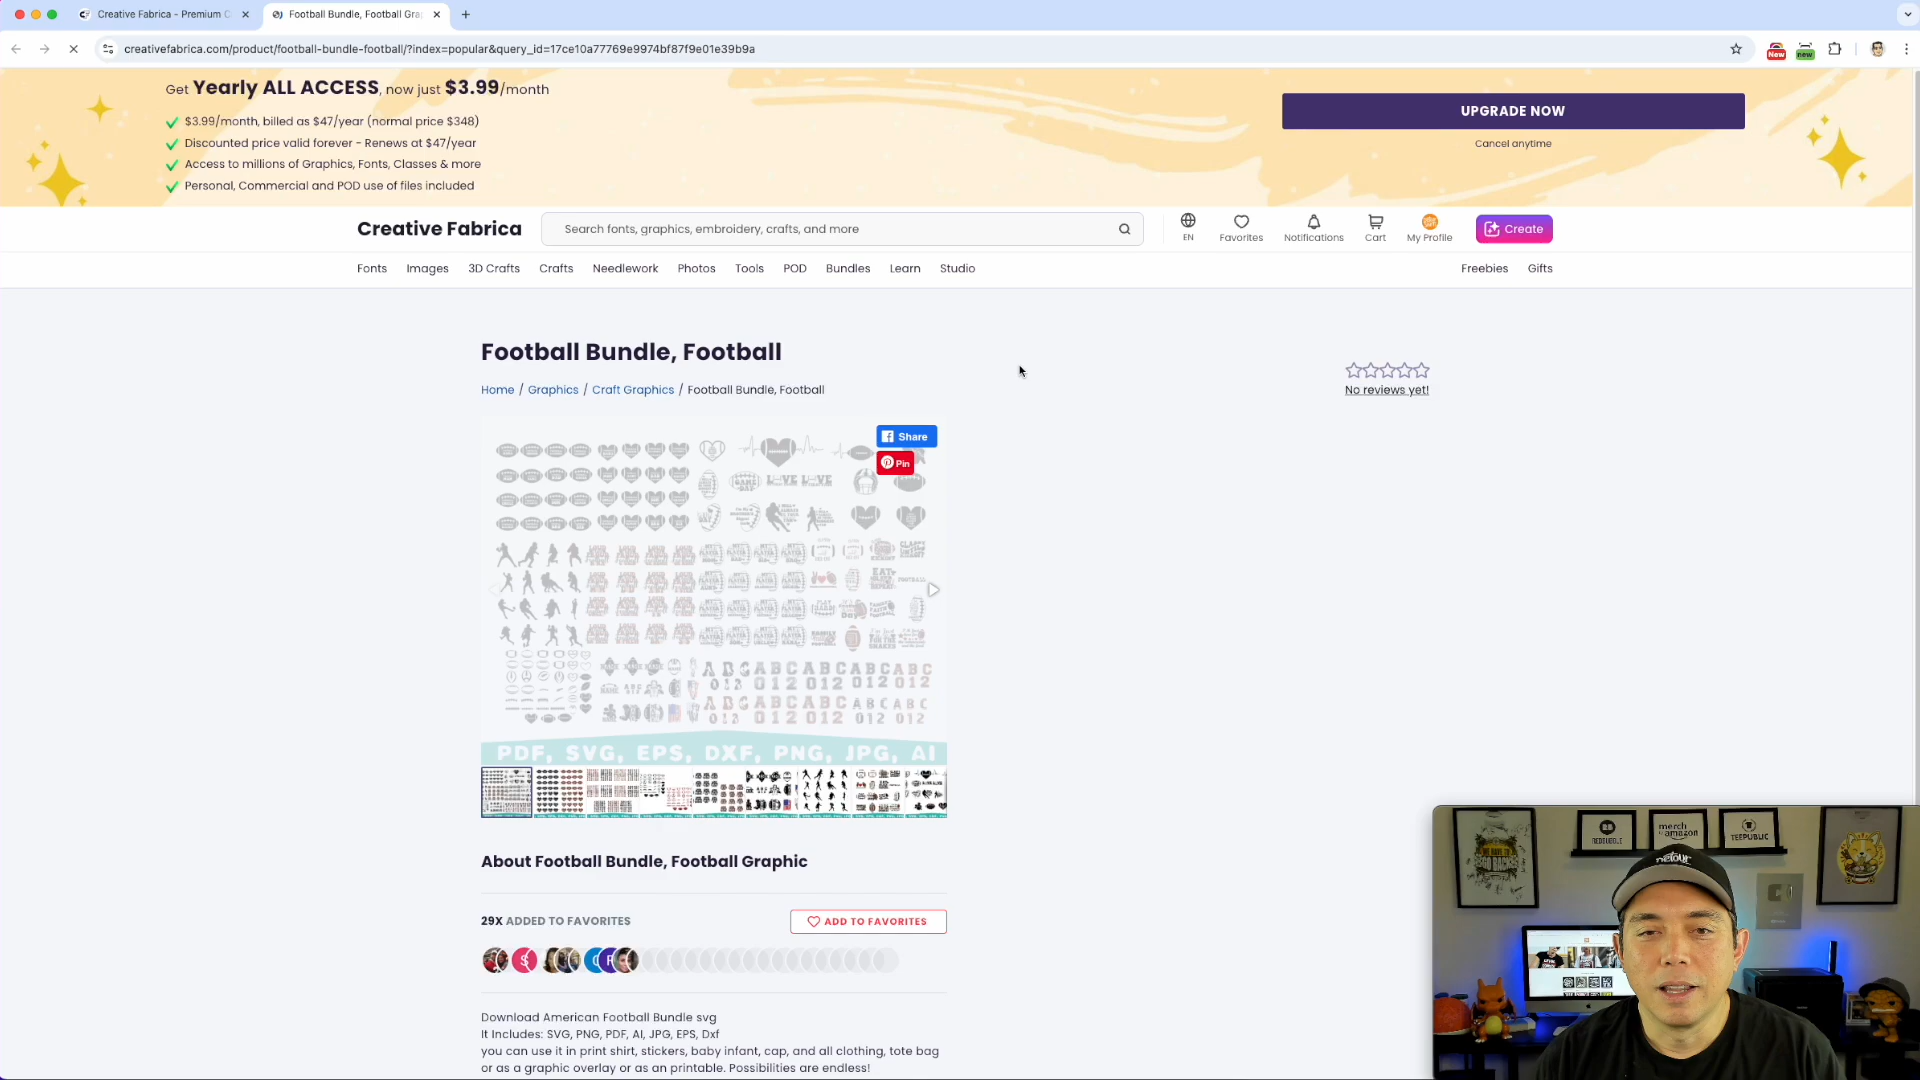 Creative Fabrica - Premium C
Football Bundle, Football Gra
creativefabrica.com/product/football-bundle-football/?index=popular&query_id=17ce10a77769e9974bf87f9e01e39b9a
New
new
Get Yearly ALL ACCESS, now just $3.99/month
$3.99/month, billed as $47/year (normal price $348)
Discounted price valid forever - Renews at $47/year
Access to millions of Graphics, Fonts, Classes & more
Personal, Commercial and POD use of files included
UPGRADE NOW
Cancel anytime
Creative Fabrica
Search fonts, graphics, embroidery, crafts, and more
EN
Favorites
Notifications
Cart
My Profile
Create
Fonts Images 3D Crafts Crafts Needlework Photos Tools POD Bundles Learn Studio Freebies Gifts
Football Bundle, Football
Home / Graphics / Craft Graphics / Football Bundle, Football
No reviews yet!
Share
Pin
PDF, SVG, EPS, DXF, PNG, JPG, AI
About Football Bundle, Football Graphic
29X ADDED TO FAVORITES
ADD TO FAVORITES
Download American Football Bundle svg
It Includes: SVG, PNG, PDF, AI, JPG, EPS, Dxf
you can use it in print shirt, stickers, baby infant, cap, and all clothing, tote bag
or as a graphic overlay or as an printable. Possibilities are endless!
REDBUBBLE
merch by amazon
TEEPUBLIC